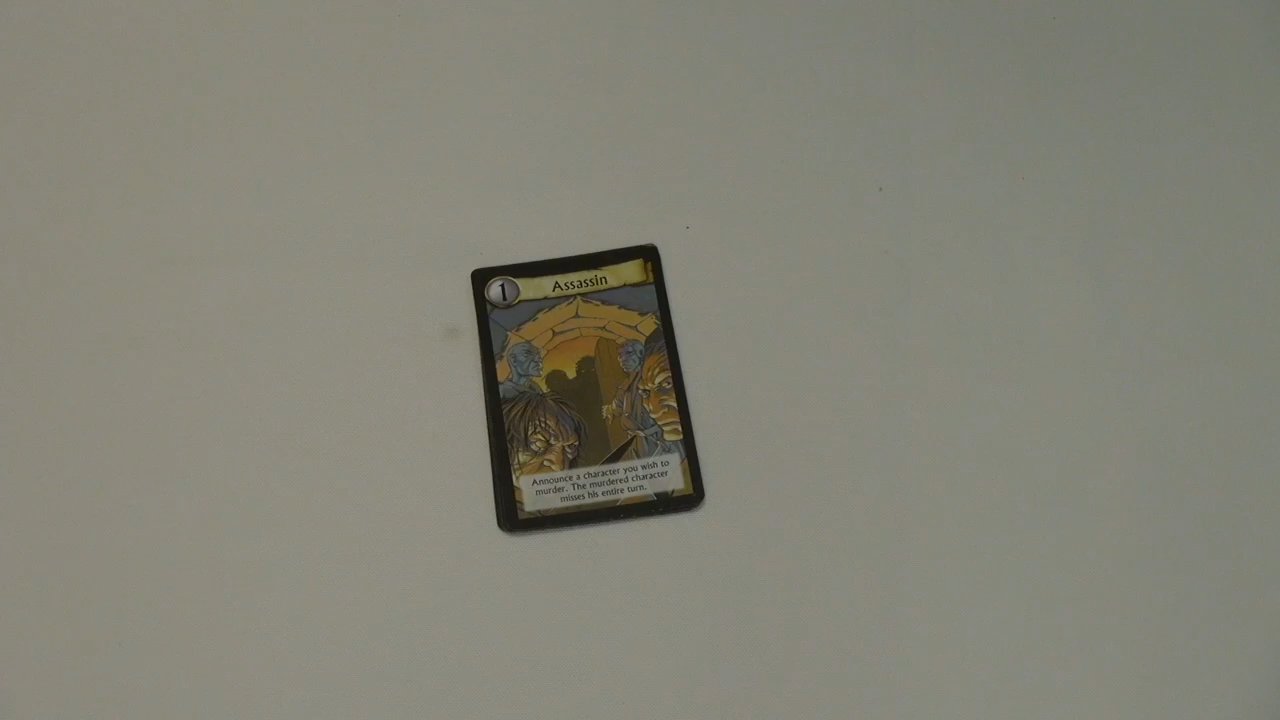 1
Assassin
Announce a character you wish to
murder. The murdered character
misses his entire turn.